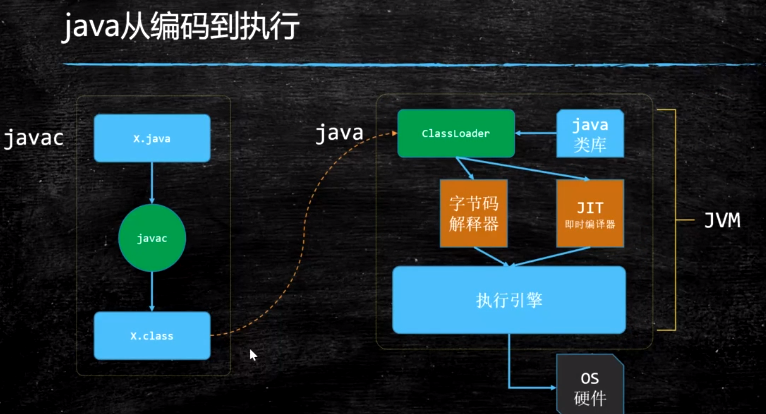 java从编码到执行
javac
X.java
javac
X.class
java
ClassLoader
java
类库
字节码
解释器
JIT
即时编译器
执行引擎
JVM
OS
硬件